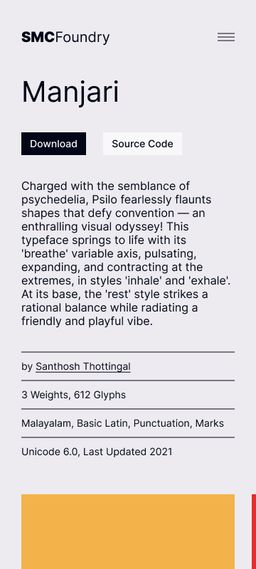 SMCFoundry
Manjari
Download
Source Code
Charged with the semblance of
psychedelia, Psilo fearlessly flaunts
shapes that defy convention — an
enthralling visual odyssey! This
typeface springs to life with its
'breathe' variable axis, pulsating,
expanding, and contracting at the
extremes, in styles 'inhale' and 'exhale'.
At its base, the 'rest' style strikes a
rational balance while radiating a
friendly and playful vibe.
by Santhosh Thottingal
3 Weights, 612 Glyphs
Malayalam, Basic Latin, Punctuation, Marks
Unicode 6.0, Last Updated 2021